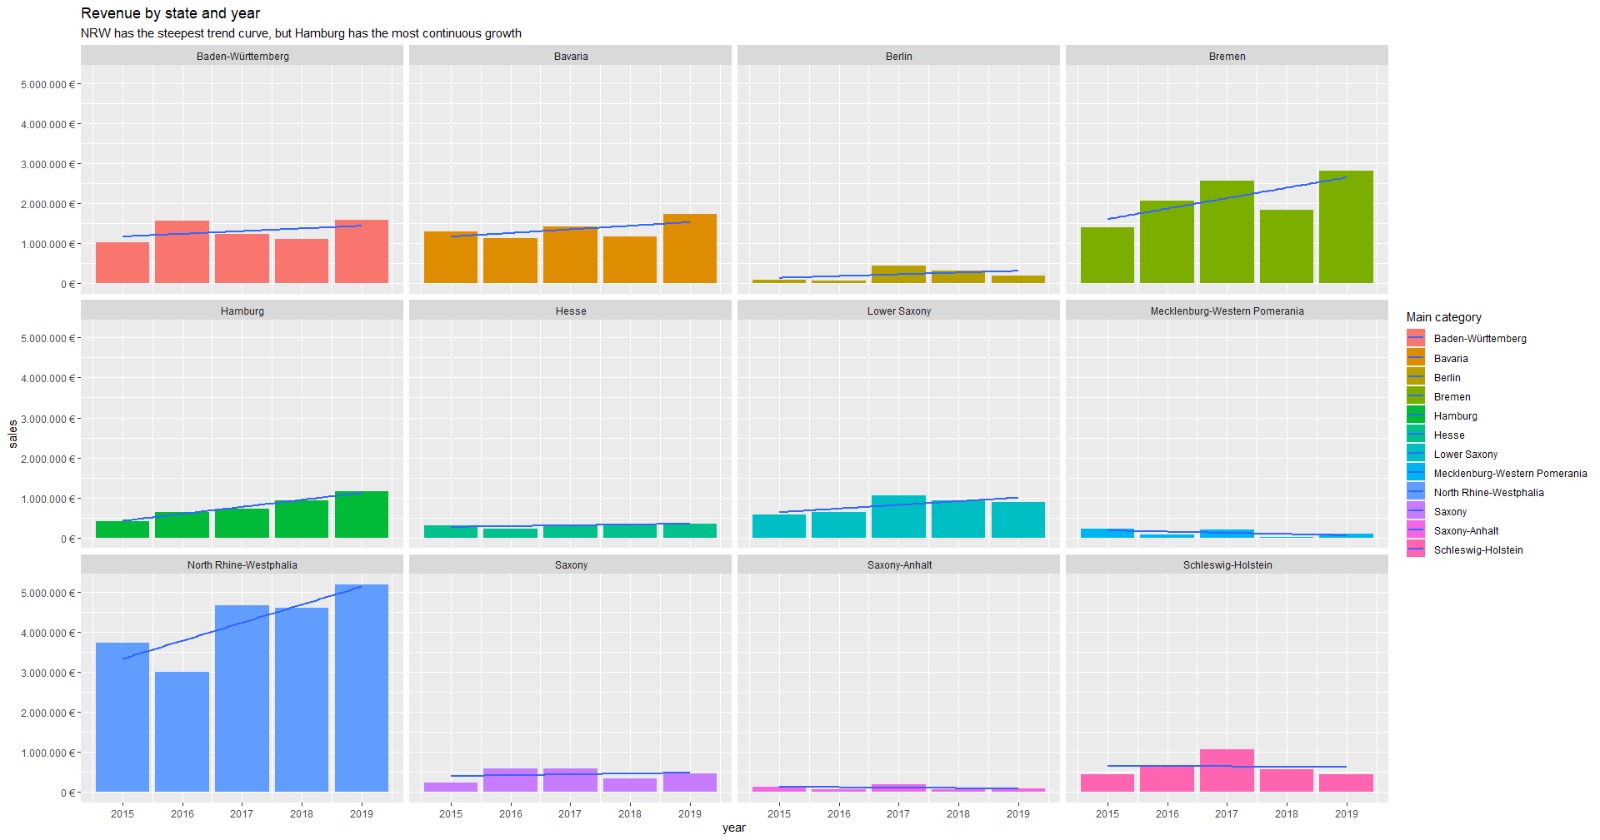 Revenue by state and year
NRW has the steepest trend curve, but Hamburg has the most continuous growth
Baden-Württemberg
Bavaria
Berlin
Bremen
5.000.000 €
4.000.000 €
3.000.000 €
2.000.000 €
1.000.000 €
0 €
Hamburg
Hesse
Lower Saxony
Mecklenburg-Western Pomerania
5.000.000 €
4.000.000 €
3.000.000 €
2.000.000 €
1.000.000 €
0 €
sales
North Rhine-Westphalia
Saxony
Saxony-Anhalt
Schleswig-Holstein
5.000.000 €
4.000.000 €
3.000.000 €
2.000.000 €
1.000.000 €
0 €
2015 2016 2017 2018 2019
2015 2016 2017 2018 2019
2015 2016 2017 2018 2019
2015 2016 2017 2018 2019
year
Main category
Baden-Württemberg
Bavaria
Berlin
Bremen
Hamburg
Hesse
Lower Saxony
Mecklenburg-Western Pomerania
North Rhine-Westphalia
Saxony
Saxony-Anhalt
Schleswig-Holstein